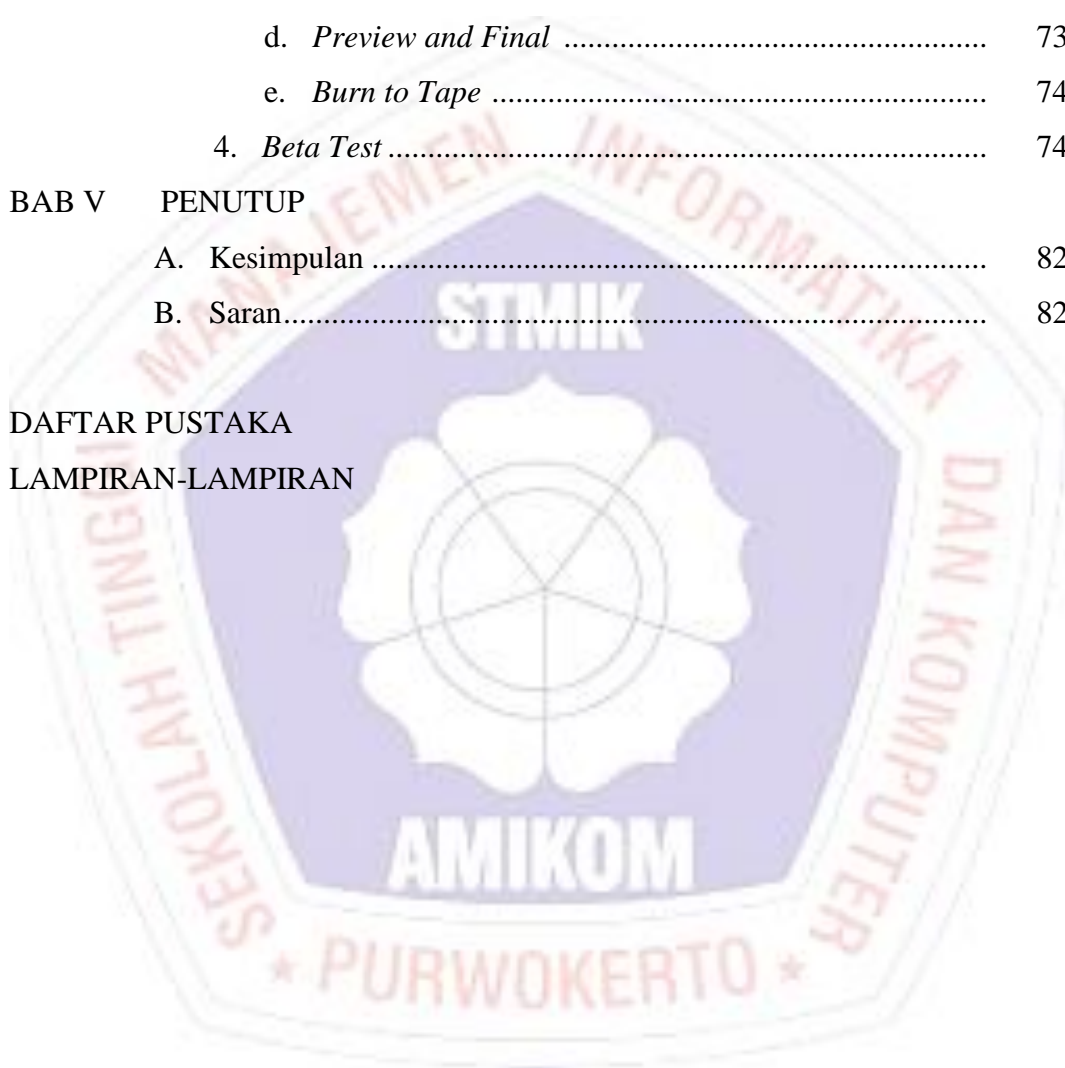 d. Preview and Final ..................................................... 73
e. Burn to Tape .............................................................. 74
4. Beta Test .......................................................................... 74
BAB V PENUTUP
A. Kesimpulan ............................................................................ 82
B. Saran....................................................................................... 82
DAFTAR PUSTAKA
LAMPIRAN-LAMPIRAN
SEKOLAH TINGGI MANAJEMEN INFORMATIKA DAN KOMPUTER
STMIK
AMIKOM
* PURWOKERTO *